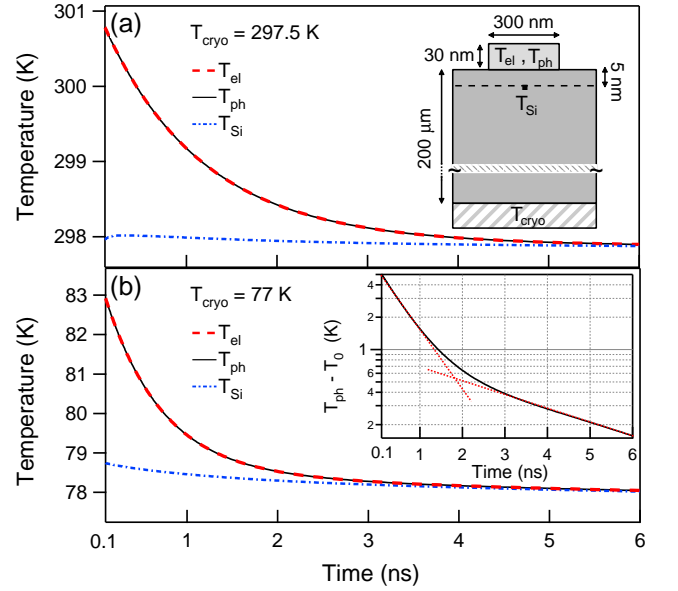 (a)
T_cryo = 297.5 K
T_el
T_ph
T_Si
Temperature (K)
301
300
299
298
300 nm
30 nm
T_el , T_ph
5 nm
T_Si
200 μm
~ ~
T_cryo
(b)
T_cryo = 77 K
T_el
T_ph
T_Si
Temperature (K)
83
82
81
80
79
78
T_ph - T_0 (K)
4
2
1
6
4
2
0.1 1 2 3 4 5 6
Time (ns)
0.1 1 2 3 4 5 6
Time (ns)